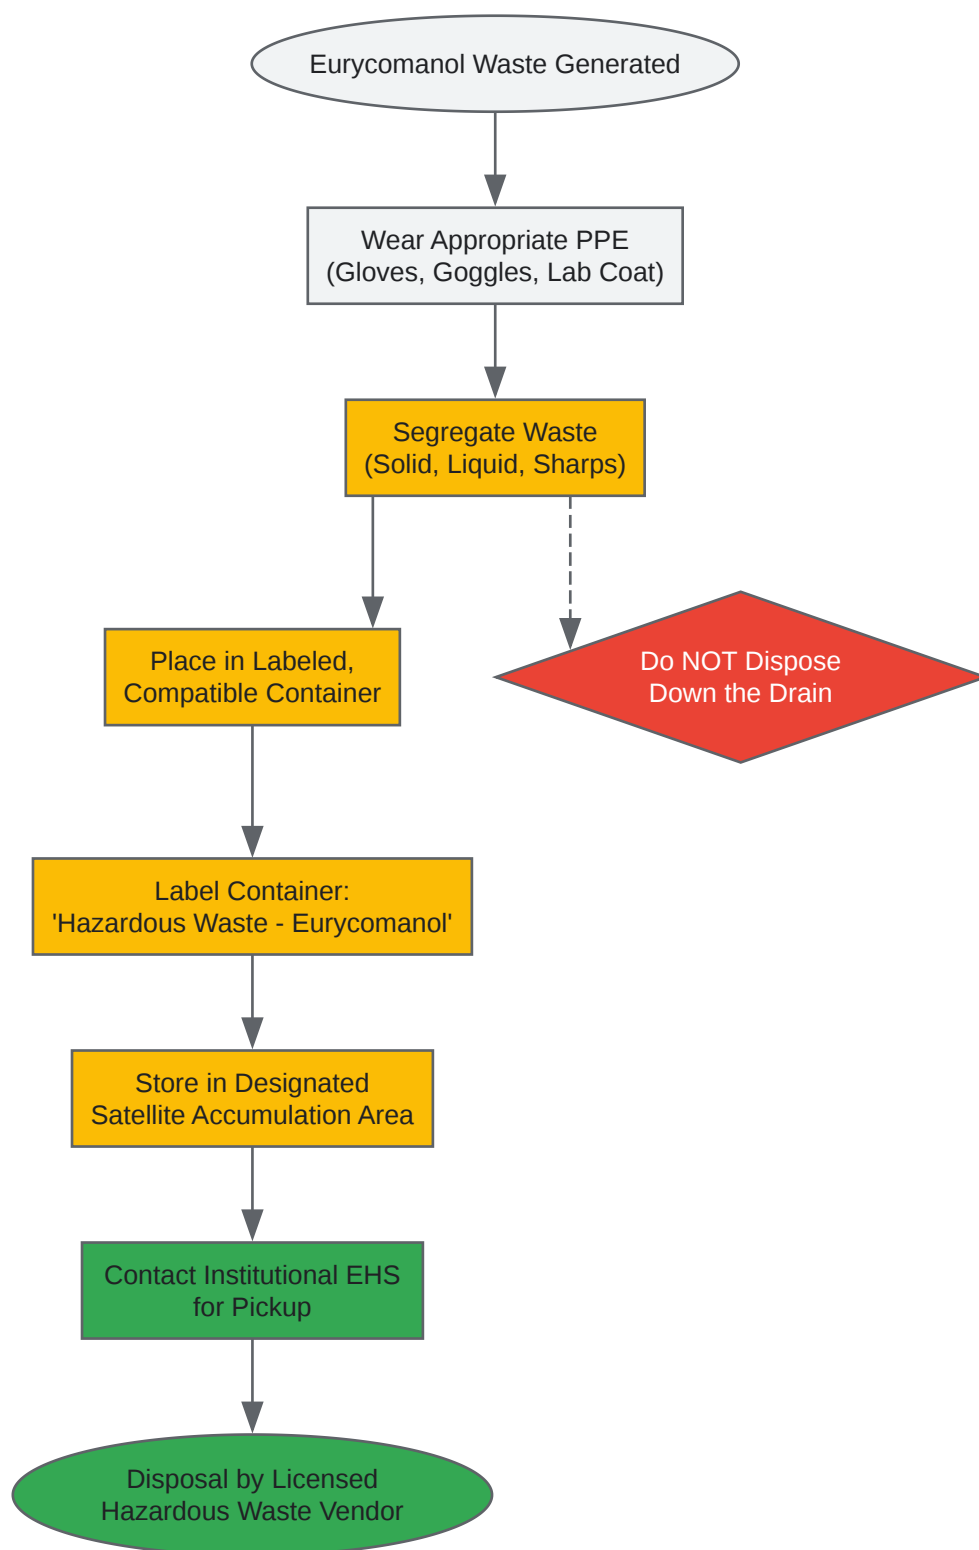 Eurycomanol Waste Generated
Wear Appropriate PPE
(Gloves, Goggles, Lab Coat)
Segregate Waste
(Solid, Liquid, Sharps)
Place in Labeled,
Compatible Container
Do NOT Dispose
Down the Drain
Label Container:
'Hazardous Waste - Eurycomanol'
Store in Designated
Satellite Accumulation Area
Contact Institutional EHS
for Pickup
Disposal by Licensed
Hazardous Waste Vendor